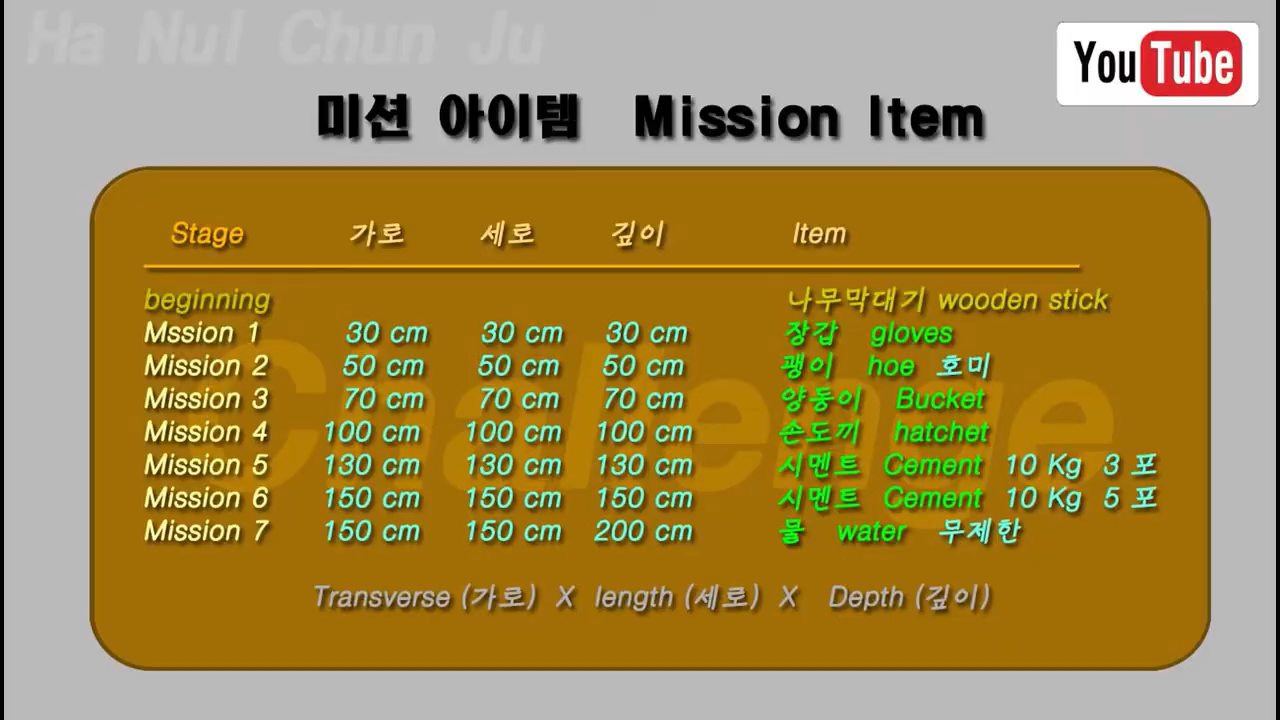 Ha Nul Chun Ju
YouTube
미션 아이템 Mission Item
Stage 가로 세로 깊이 Item
beginning 나무막대기 wooden stick
Mssion 1 30 cm 30 cm 30 cm 장갑 gloves
Mission 2 50 cm 50 cm 50 cm 괭이 hoe 호미
Mission 3 70 cm 70 cm 70 cm 양동이 Bucket
Mission 4 100 cm 100 cm 100 cm 손도끼 hatchet
Mission 5 130 cm 130 cm 130 cm 시멘트 Cement 10 Kg 3 포
Mission 6 150 cm 150 cm 150 cm 시멘트 Cement 10 Kg 5 포
Mission 7 150 cm 150 cm 200 cm 물 water 무제한
Challenge
Transverse (가로) X length (세로) X Depth (깊이)